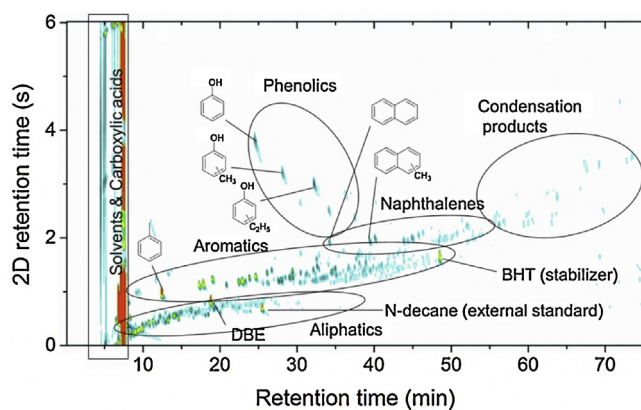 6
4
2
0
2D retention time (s)
Solvents & Carboxylic acids
Phenolics
OH
OH
CH₃
OH
C₂H₅
CH₃
Naphthalenes
Condensation
products
Aromatics
BHT (stabilizer)
N-decane (external standard)
DBE
Aliphatics
10 20 30 40 50 60 70
Retention time (min)